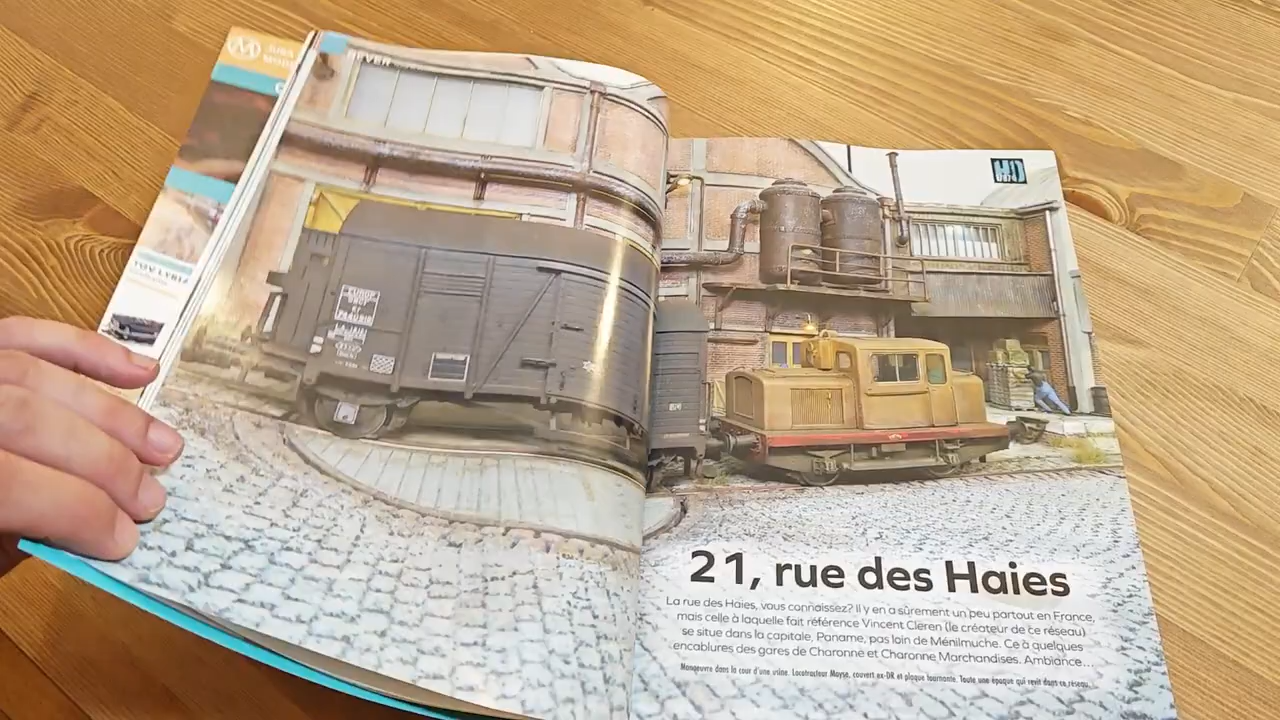 M
RÊVER
HO
EUROP
21, rue des Haies
La rue des Haies, vous connaissez? Il y en a sûrement un peu partout en France,
mais celle à laquelle fait référence Vincent Cleren (le créateur de ce réseau)
se situe dans la capitale, Paname, pas loin de Ménilmuche. Ce à quelques
encablures des gares de Charonne et Charonne Marchandises. Ambiance...
Manœuvre dans la cour d'une usine. Locotracteur Moyse, couvert ex-DR et plaque tournante. Toute une époque qui revit dans ce réseau.